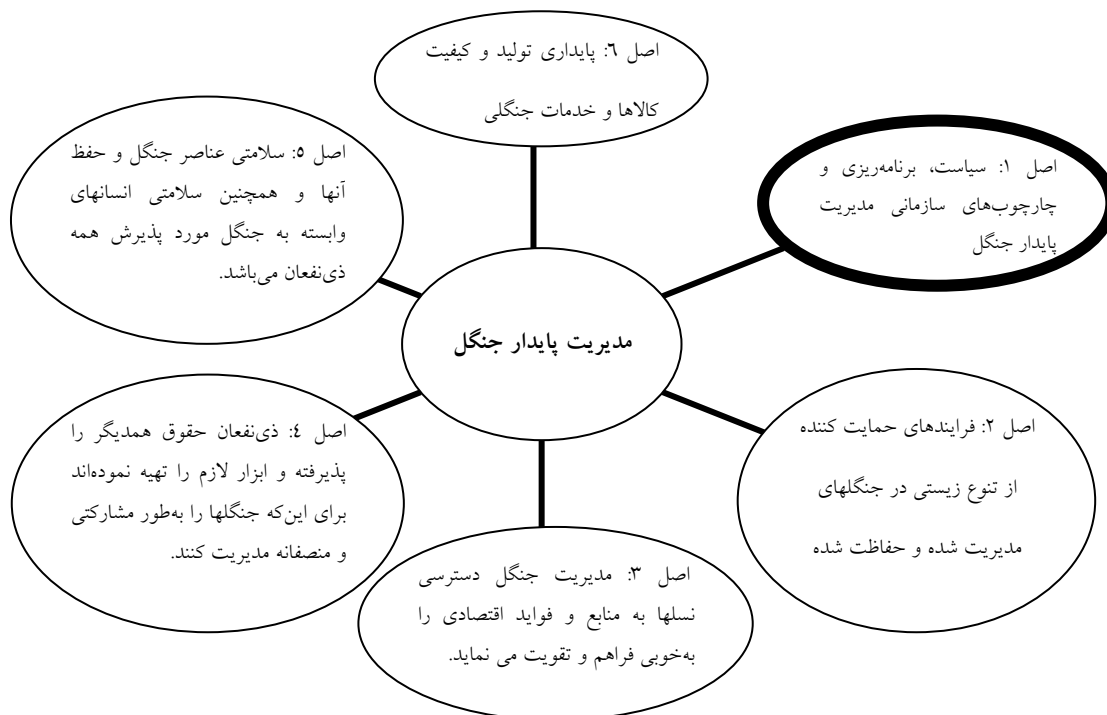 اصل ٦: پایداری تولید و کیفیت
کالاها و خدمات جنگلی
اصل ١: سیاست، برنامه‌ریزی و
چارچوب‌های سازمانی مدیریت
پایدار جنگل
اصل ٥: سلامتی عناصر جنگل و حفظ
آنها و همچنین سلامتی انسانهای
وابسته به جنگل مورد پذیرش همه
ذی‌نفعان می‌باشد.
مدیریت پایدار جنگل
اصل ٢: فرایندهای حمایت کننده
از تنوع زیستی در جنگلهای
مدیریت شده و حفاظت شده
اصل ٤: ذی‌نفعان حقوق همدیگر را
پذیرفته و ابزار لازم را تهیه نموده‌اند
برای این‌که جنگلها را به‌طور مشارکتی
و منصفانه مدیریت کنند.
اصل ٣: مدیریت جنگل دسترسی
نسلها به منابع و فواید اقتصادی را
به‌خوبی فراهم و تقویت می نماید.